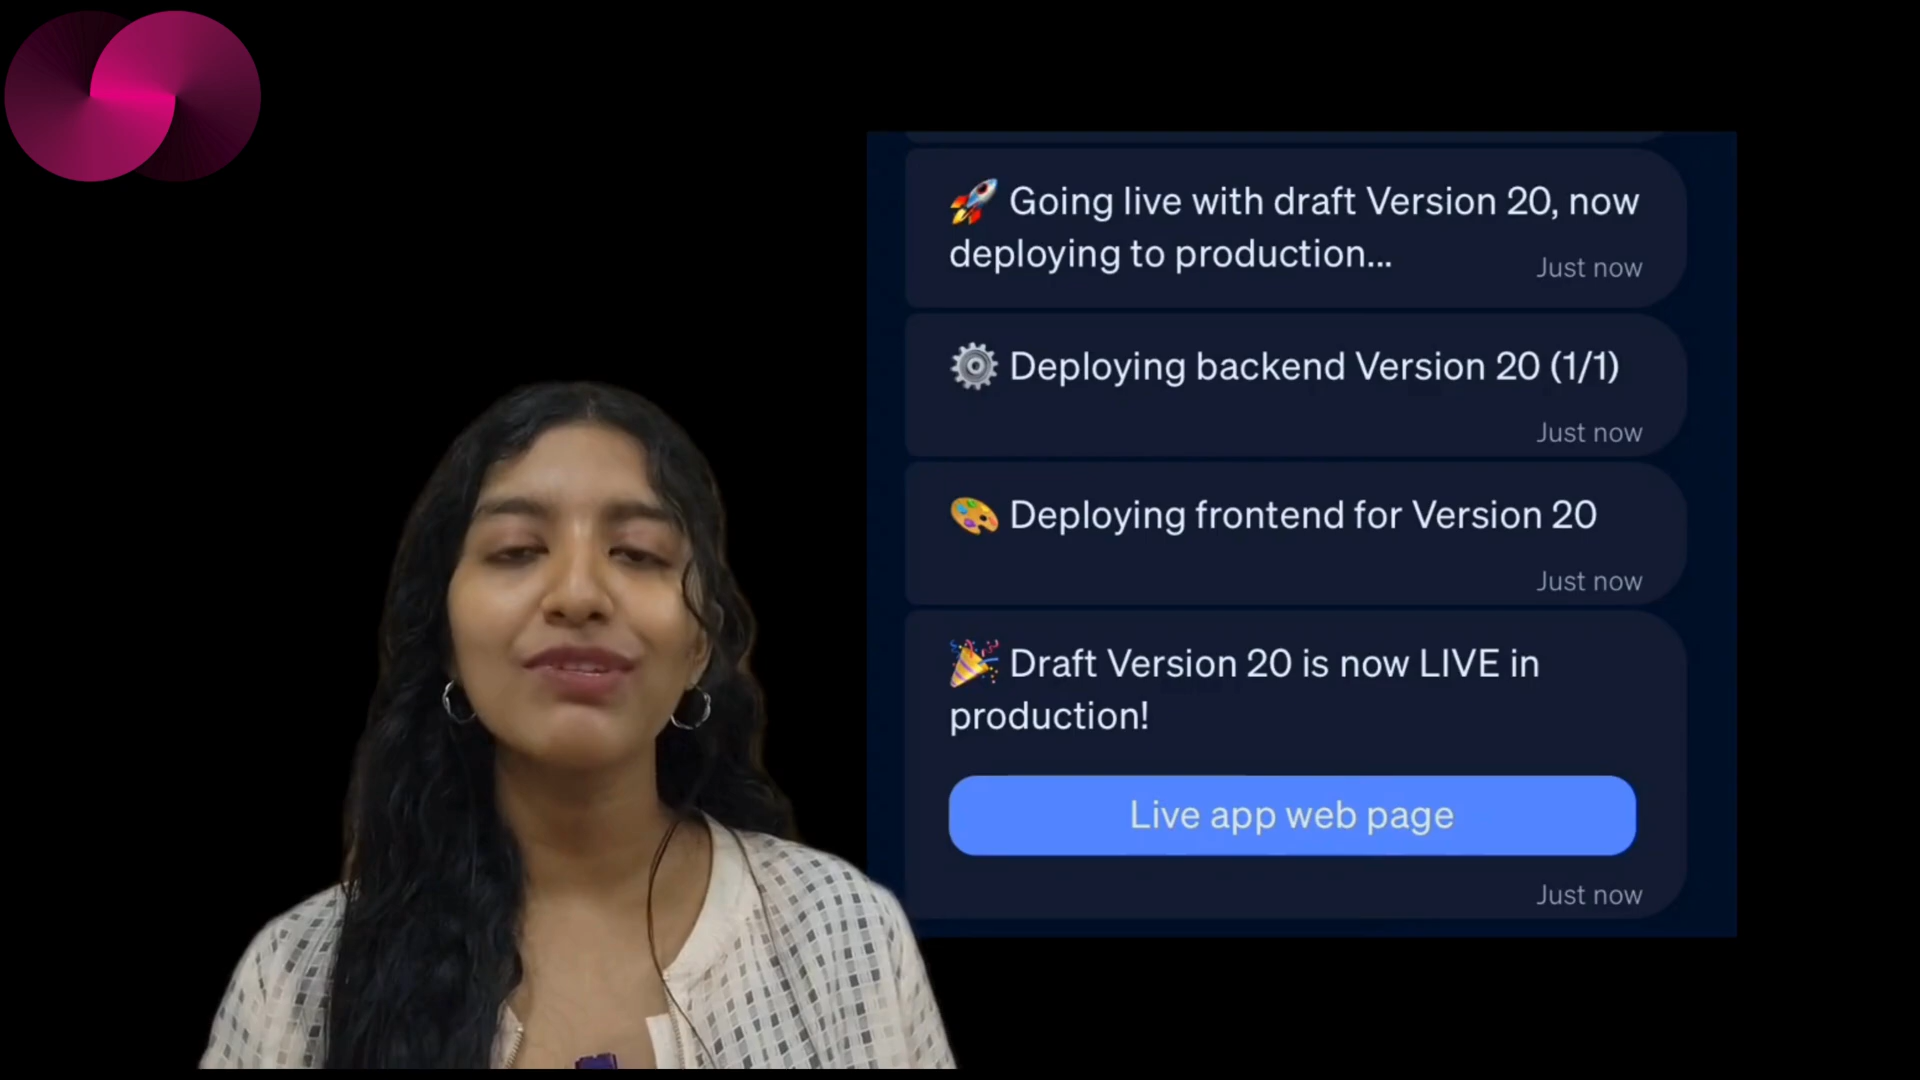 🚀 Going live with draft Version 20, now
deploying to production...
Just now
⚙️ Deploying backend Version 20 (1/1)
Just now
🎨 Deploying frontend for Version 20
Just now
🎉 Draft Version 20 is now LIVE in
production!
Live app web page
Just now